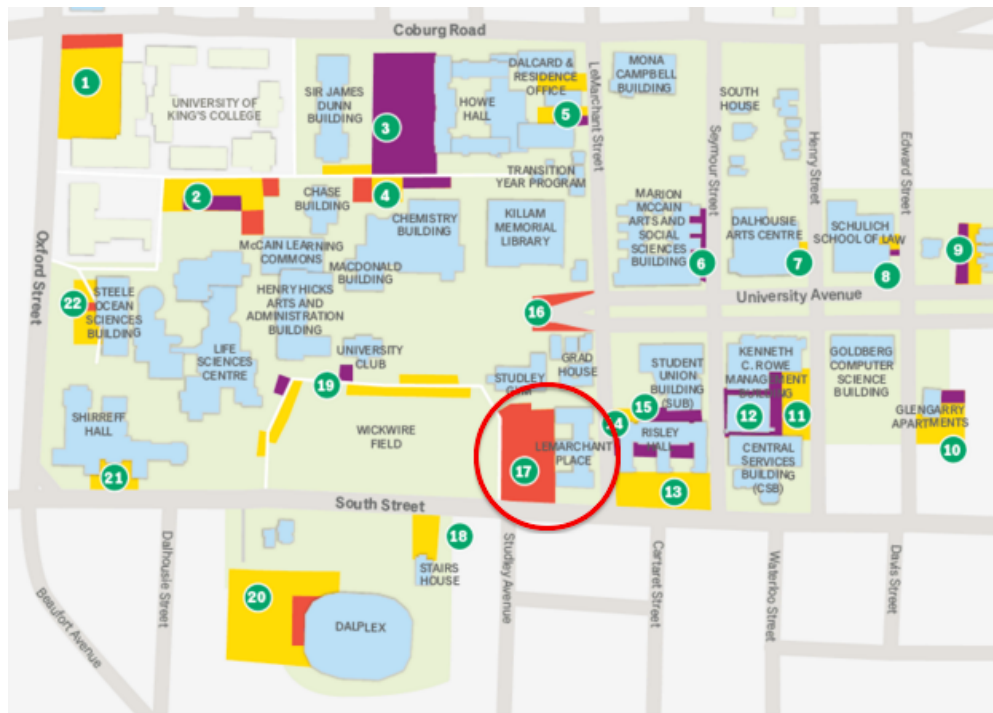 Coburg Road
1
UNIVERSITY OF
KING'S COLLEGE
SIR JAMES
DUNN
BUILDING
3
HOWE
HALL
DALCARD &
RESIDENCE
OFFICE
5
LeMarchant Street
MONA
CAMPBELL
BUILDING
SOUTH
HOUSE
Seymour Street
Henry Street
Edward Street
2
CHASE
BUILDING
4
CHEMISTRY
BUILDING
TRANSITION
YEAR PROGRAM
KILLAM
MEMORIAL
LIBRARY
MARION
MCCAIN
ARTS AND
SOCIAL
SCIENCES
BUILDING
6
DALHOUSIE
ARTS CENTRE
7
SCHULICH
SCHOOL OF LAW
8
9
Oxford Street
McCAIN LEARNING
COMMONS
MACDONALD
BUILDING
HENRY HICKS
ARTS AND
ADMINISTRATION
BUILDING
University Avenue
16
22
STEELE
OCEAN
SCIENCES
BUILDING
LIFE
SCIENCES
CENTRE
UNIVERSITY
CLUB
19
STUDLEY
GYM
GRAD
HOUSE
STUDENT
UNION
BUILDING
(SUB)
KENNETH
C. ROWE
MANAGEMENT
BUILDING
GOLDBERG
COMPUTER
SCIENCE
BUILDING
SHIRREFF
HALL
21
WICKWIRE
FIELD
17
LEMARCHANT
PLACE
14
15
RISLEY
HALL
13
12
11
CENTRAL
SERVICES
BUILDING
(CSB)
GLENGARRY
APARTMENTS
10
South Street
18
STAIRS
HOUSE
20
DALPLEX
Beaufort Avenue
Dalhousie Street
Studley Avenue
Cartaret Street
Waterloo Street
Davis Street